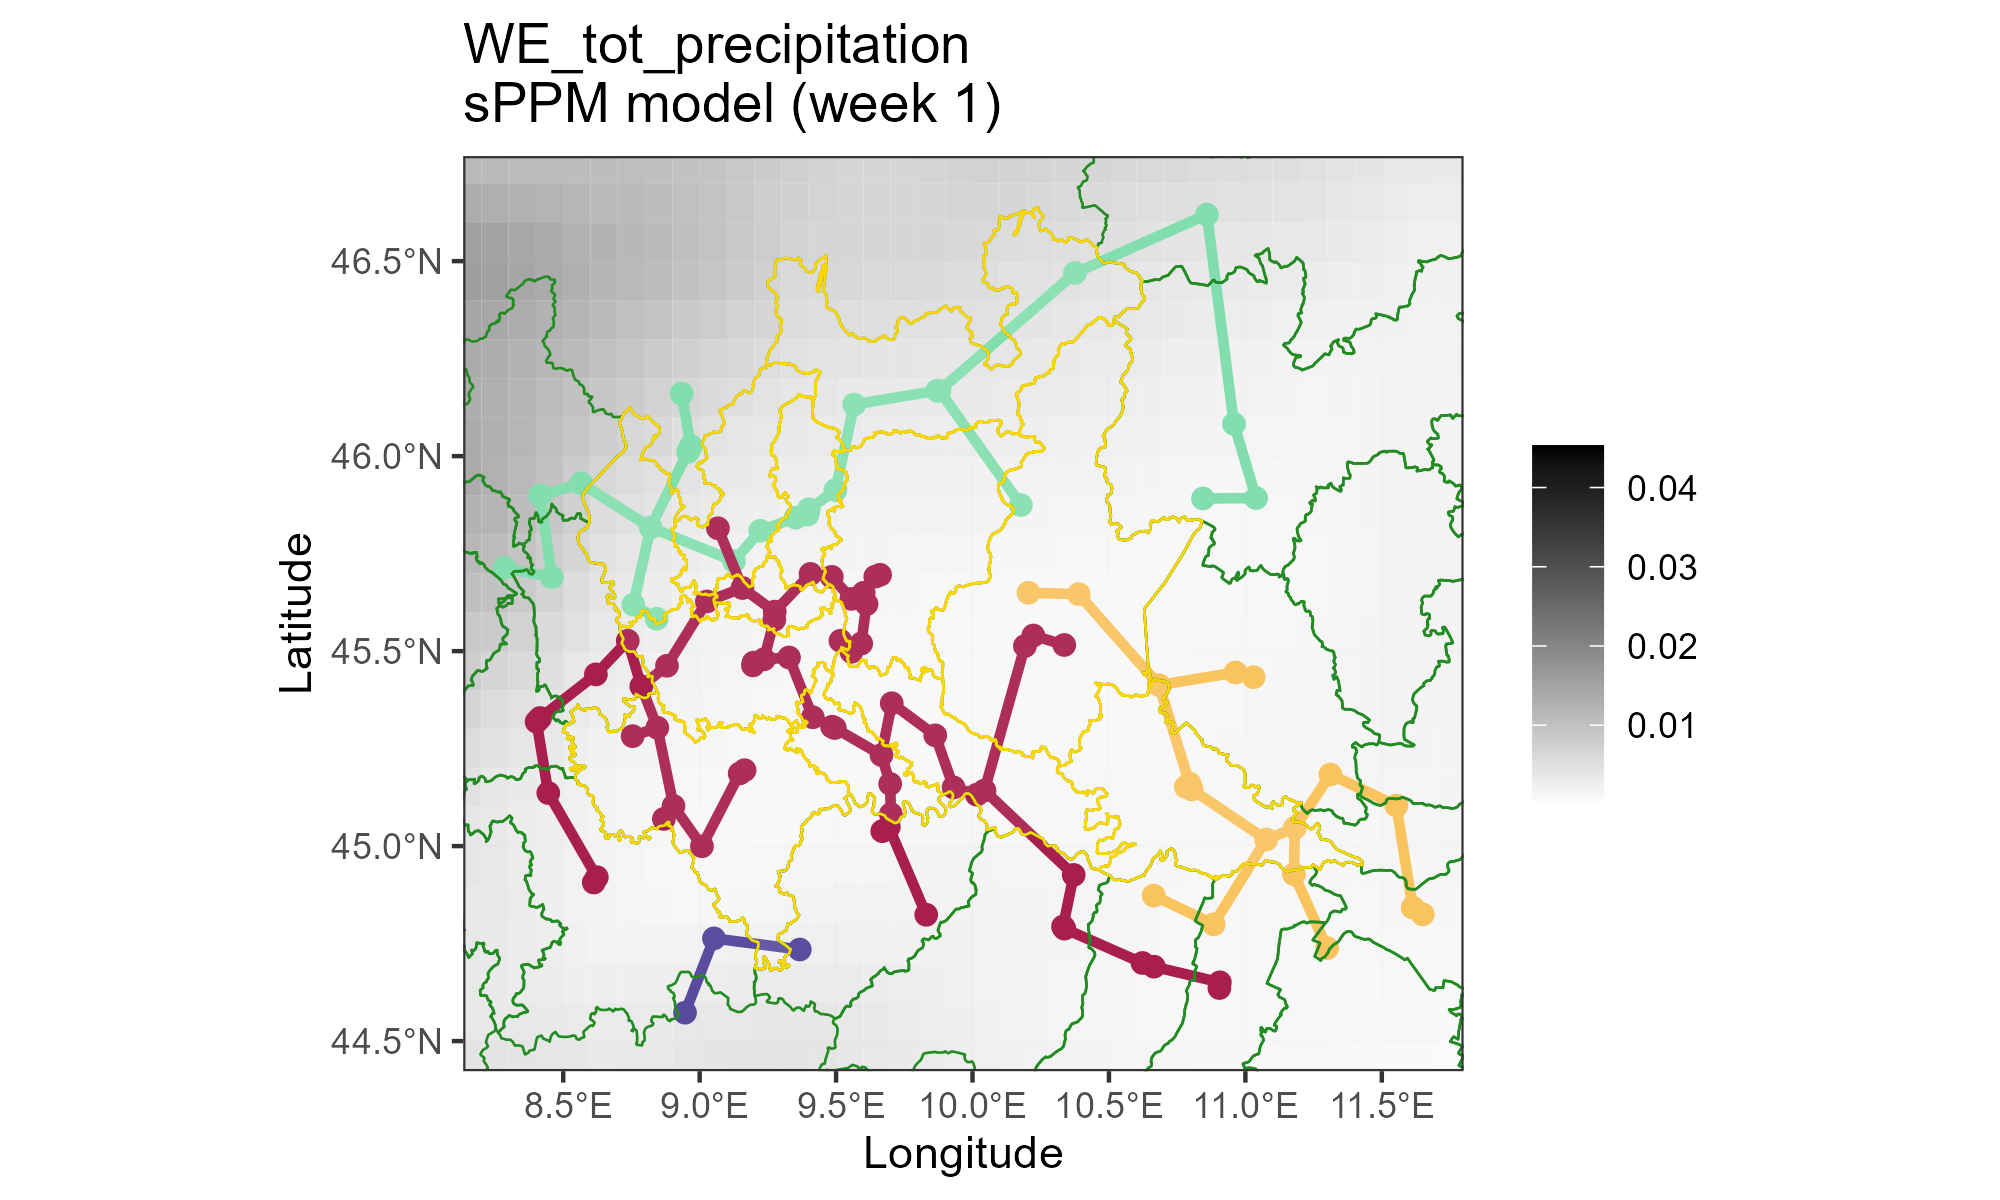 WE_tot_precipitation
sPPM model (week 1)
46.5°N
46.0°N
45.5°N
45.0°N
44.5°N
Latitude
8.5°E 9.0°E 9.5°E 10.0°E 10.5°E 11.0°E 11.5°E
Longitude
0.04
0.03
0.02
0.01